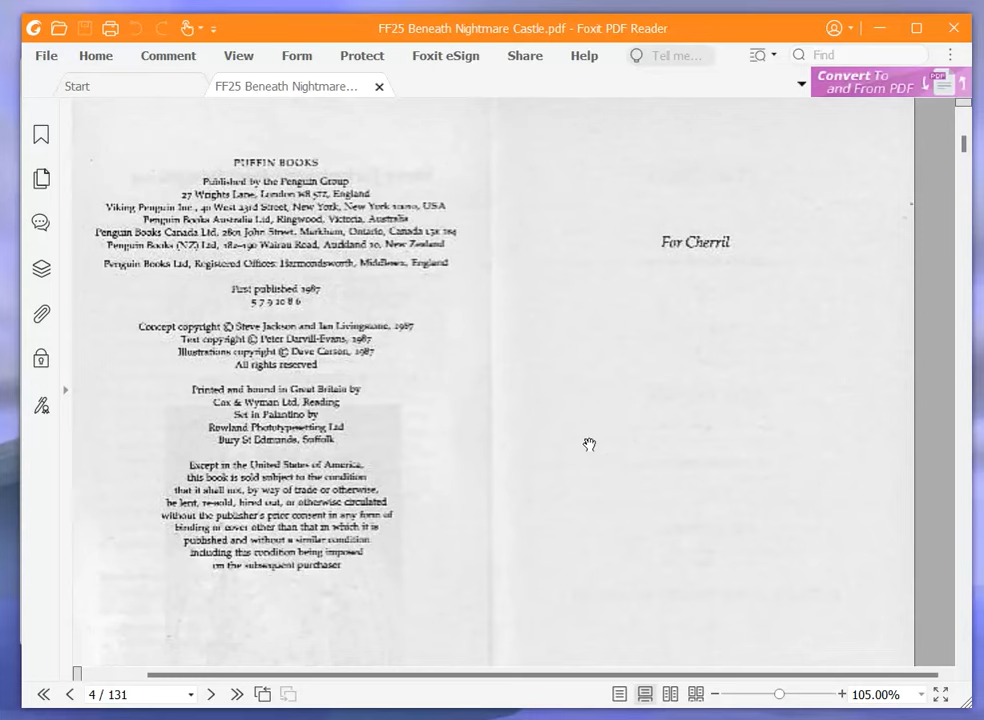 FF25 Beneath Nightmare Castle.pdf - Foxit PDF Reader
File Home Comment View Form Protect Foxit eSign Share Help Tell me... Find
Start FF25 Beneath Nightmare... Convert To and From PDF
PUFFIN BOOKS
Published by the Penguin Group
27 Wrights Lane, London W8 5TZ, England
Viking Penguin Inc., 40 West 23rd Street, New York, New York 10010, USA
Penguin Books Australia Ltd, Ringwood, Victoria, Australia
Penguin Books Canada Ltd, 2801 John Street, Markham, Ontario, Canada L3R 1B4
Penguin Books (NZ) Ltd, 182–190 Wairau Road, Auckland 10, New Zealand
Penguin Books Ltd, Registered Offices: Harmondsworth, Middlesex, England
First published 1987
5 7 9 10 8 6
Concept copyright © Steve Jackson and Ian Livingstone, 1987
Text copyright © Peter Darvill-Evans, 1987
Illustrations copyright © Dave Carson, 1987
All rights reserved
Printed and bound in Great Britain by
Cox & Wyman Ltd, Reading
Set in Palantino by
Rowland Phototypesetting Ltd
Bury St Edmunds, Suffolk
Except in the United States of America,
this book is sold subject to the condition
that it shall not, by way of trade or otherwise,
be lent, re-sold, hired out, or otherwise circulated
without the publisher's prior consent in any form of
binding or cover other than that in which it is
published and without a similar condition
including this condition being imposed
on the subsequent purchaser
For Cherril
4 / 131
105.00%